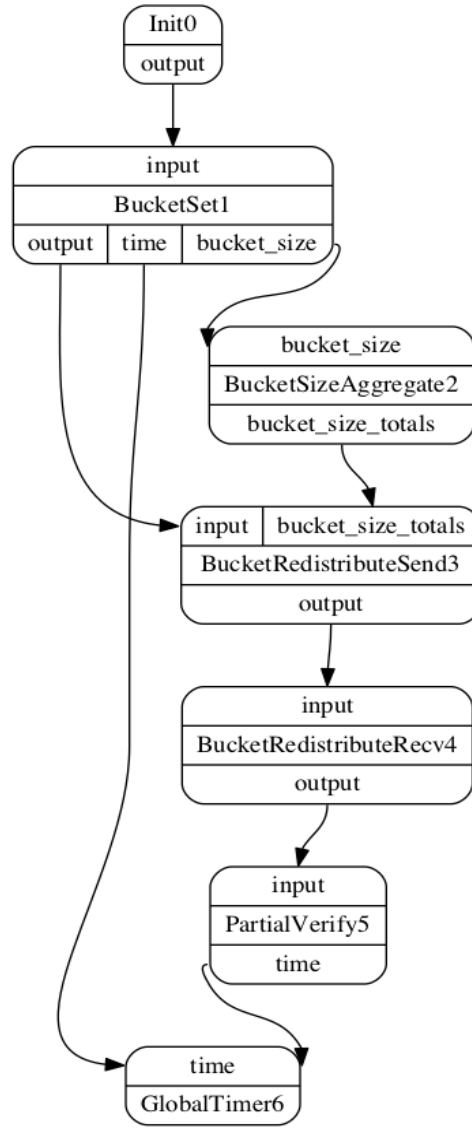 Init0
output
input
BucketSet1
output time bucket_size
bucket_size
BucketSizeAggregate2
bucket_size_totals
input bucket_size_totals
BucketRedistributeSend3
output
input
BucketRedistributeRecv4
output
input
PartialVerify5
time
time
GlobalTimer6